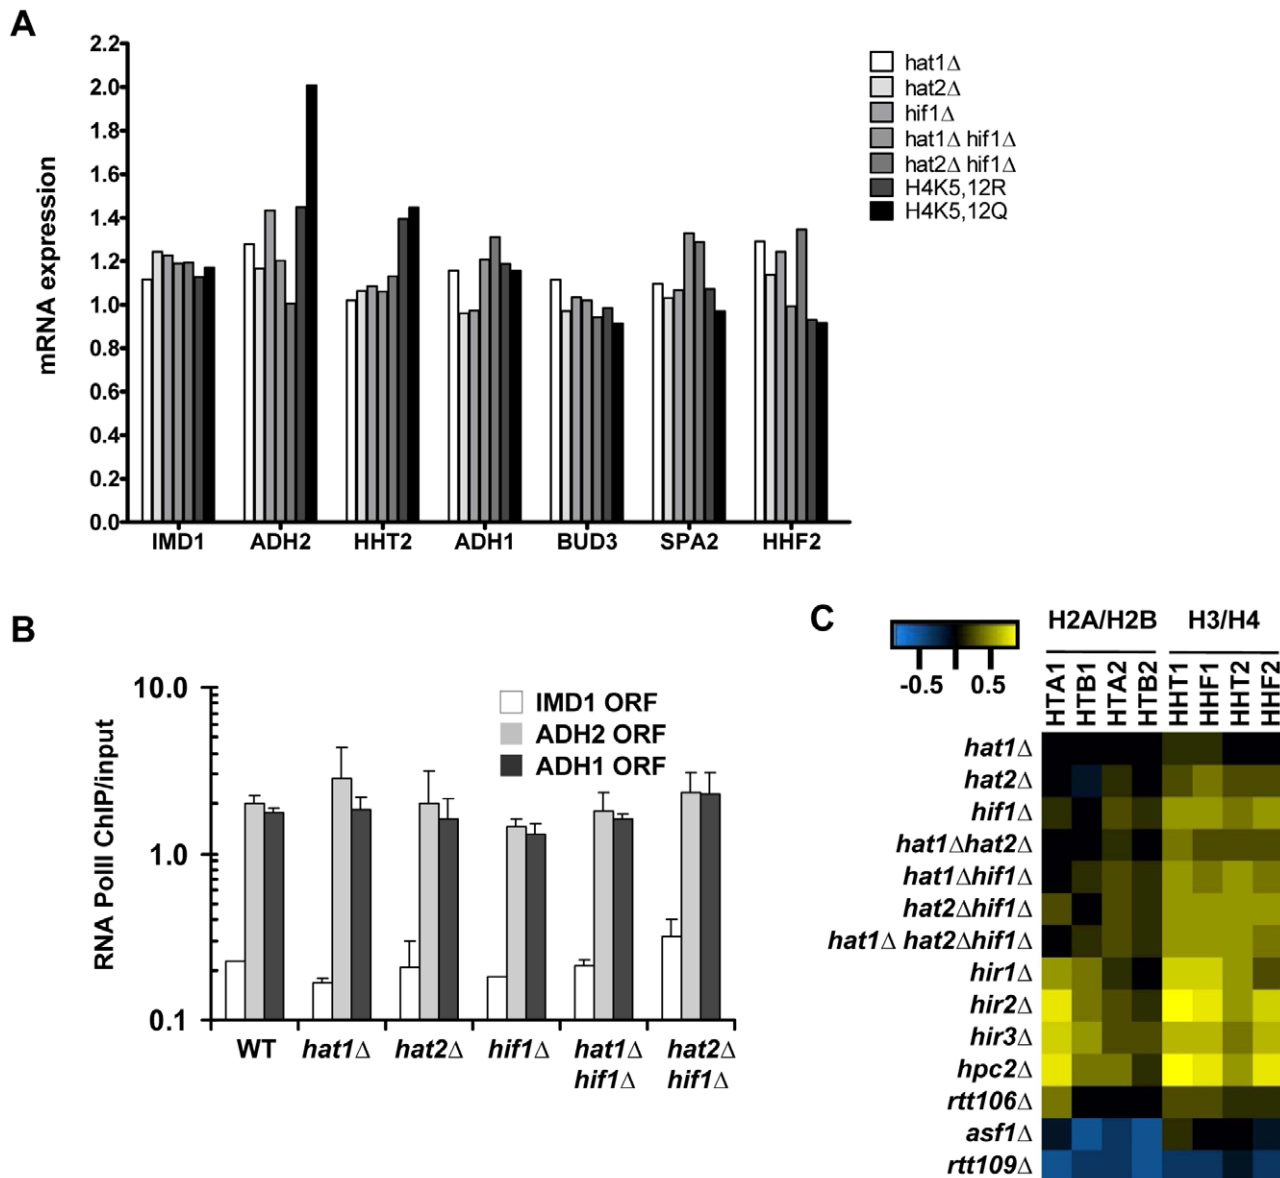 A
mRNA expression
2.2
2.0
1.8
1.6
1.4
1.2
1.0
0.8
0.6
0.4
0.2
0.0
IMD1 ADH2 HHT2 ADH1 BUD3 SPA2 HHF2
hat1Δ
hat2Δ
hif1Δ
hat1Δ hif1Δ
hat2Δ hif1Δ
H4K5,12R
H4K5,12Q
B
RNA PolII ChIP/input
10.0
1.0
0.1
IMD1 ORF
ADH2 ORF
ADH1 ORF
WT hat1Δ hat2Δ hif1Δ hat1Δ hat2Δ
hif1Δ hif1Δ
C
-0.5 0.5
H2A/H2B H3/H4
HTA1 HTB1 HTA2 HTB2 HHT1 HHF1 HHT2 HHF2
hat1Δ
hat2Δ
hif1Δ
hat1Δhat2Δ
hat1Δhif1Δ
hat2Δhif1Δ
hat1Δ hat2Δhif1Δ
hir1Δ
hir2Δ
hir3Δ
hpc2Δ
rtt106Δ
asf1Δ
rtt109Δ